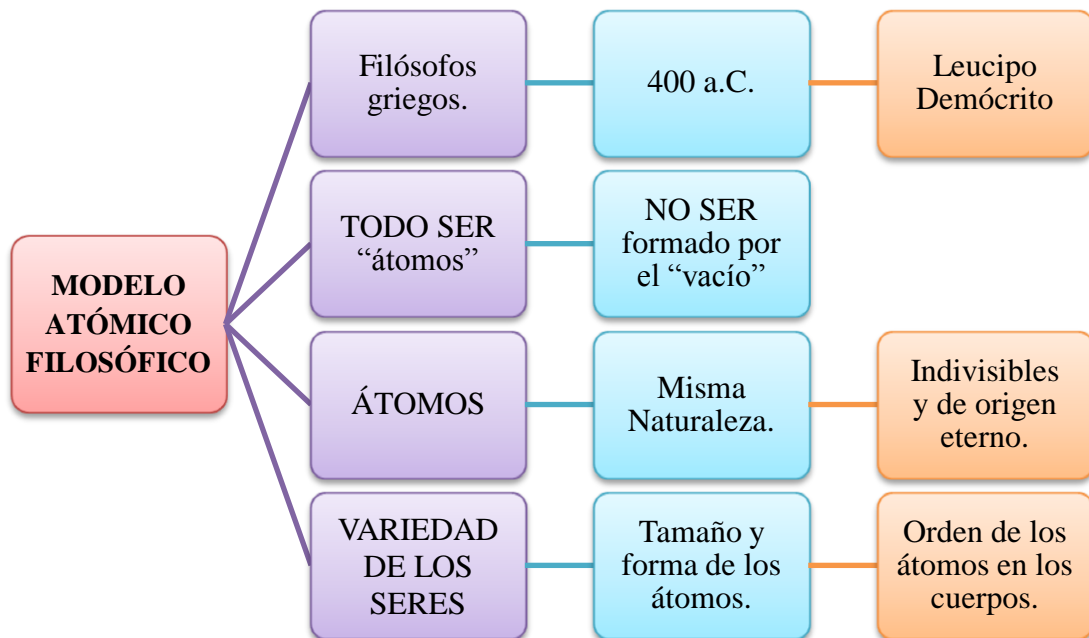 MODELO
ATÓMICO
FILOSÓFICO
Filósofos
griegos.
400 a.C.
Leucipo
Demócrito
TODO SER
“átomos”
NO SER
formado por
el “vacío”
ÁTOMOS
Misma
Naturaleza.
Indivisibles
y de origen
eterno.
VARIEDAD
DE LOS
SERES
Tamaño y
forma de los
átomos.
Orden de los
átomos en los
cuerpos.